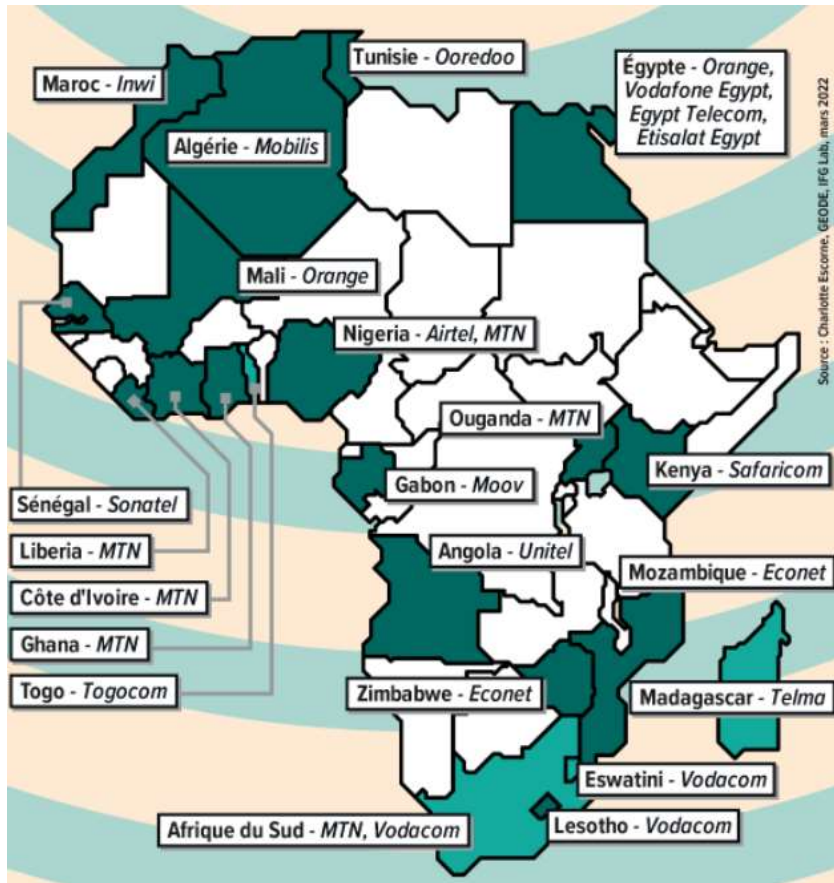 Tunisie - Ooredoo
Égypte - Orange,
Vodafone Egypt,
Egypt Telecom,
Etisalat Egypt
Maroc - Inwi
Algérie - Mobilis
Mali - Orange
Nigeria - Airtel, MTN
Ouganda - MTN
Kenya - Safaricom
Gabon - Moov
Sénégal - Sonatel
Liberia - MTN
Angola - Unitel
Mozambique - Econet
Côte d'Ivoire - MTN
Ghana - MTN
Togo - Togocom
Zimbabwe - Econet
Madagascar - Telma
Eswatini - Vodacom
Afrique du Sud - MTN, Vodacom
Lesotho - Vodacom
Source : Charlotte Escorne, GEODE, IFG Lab, mars 2022